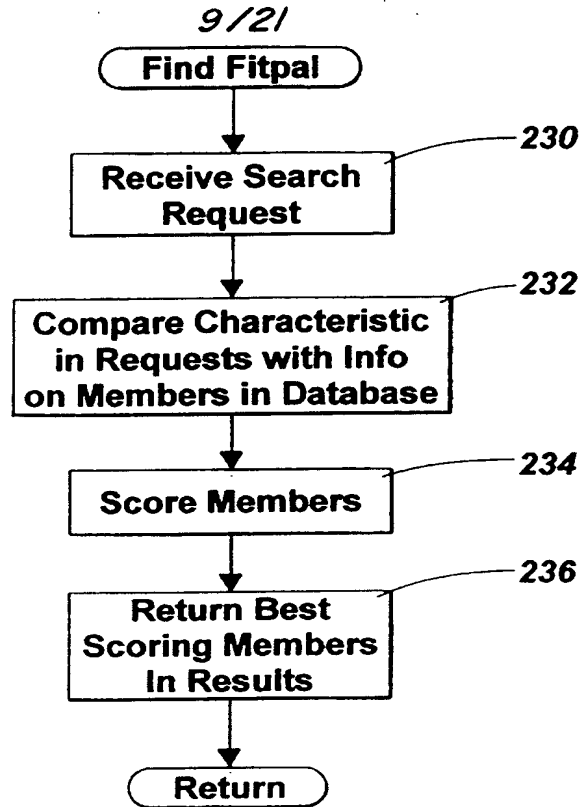 9/21
Find Fitpal
230
Receive Search
Request
232
Compare Characteristic
in Requests with Info
on Members in Database
234
Score Members
236
Return Best
Scoring Members
In Results
Return